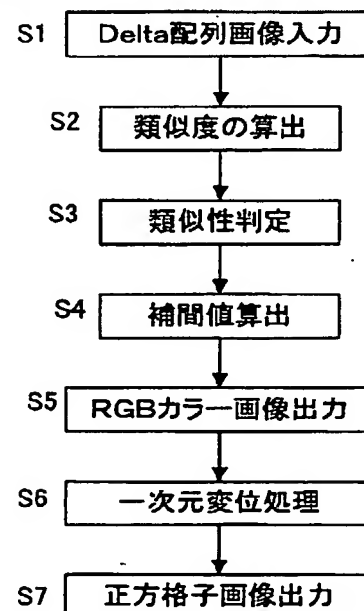 S1 Delta配列画像入力
S2 類似度の算出
S3 類似性判定
S4 補間値算出
S5 RGBカラー画像出力
S6 一次元変位処理
S7 正方格子画像出力